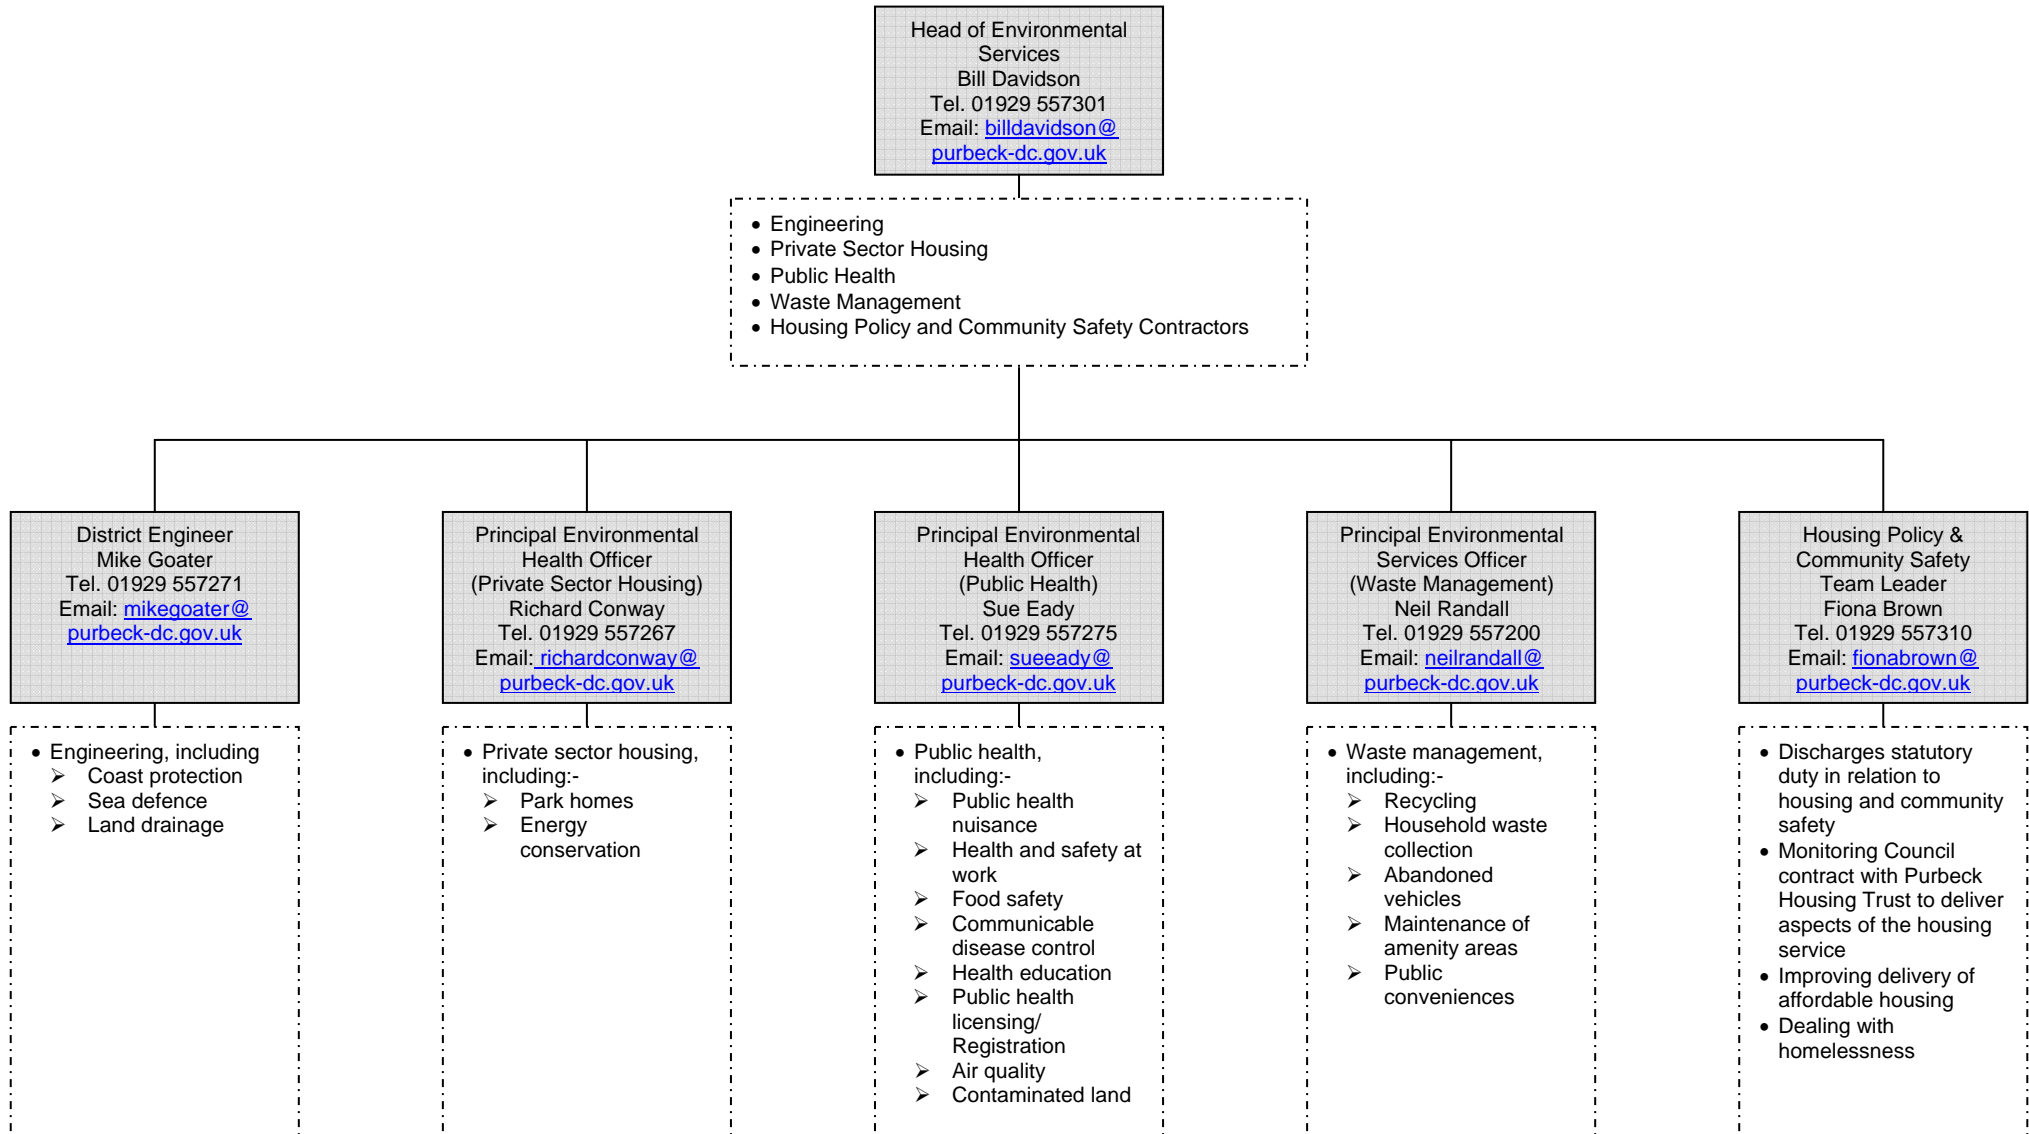 Head of Environmental
Services
Bill Davidson
Tel. 01929 557301
Email: billdavidson@
purbeck-dc.gov.uk
• Engineering
• Private Sector Housing
• Public Health
• Waste Management
• Housing Policy and Community Safety Contractors
District Engineer
Mike Goater
Tel. 01929 557271
Email: mikegoater@
purbeck-dc.gov.uk
Principal Environmental
Health Officer
(Private Sector Housing)
Richard Conway
Tel. 01929 557267
Email: richardconway@
purbeck-dc.gov.uk
Principal Environmental
Health Officer
(Public Health)
Sue Eady
Tel. 01929 557275
Email: sueeady@
purbeck-dc.gov.uk
Principal Environmental
Services Officer
(Waste Management)
Neil Randall
Tel. 01929 557200
Email: neilrandall@
purbeck-dc.gov.uk
Housing Policy &
Community Safety
Team Leader
Fiona Brown
Tel. 01929 557310
Email: fionabrown@
purbeck-dc.gov.uk
• Engineering, including
➢ Coast protection
➢ Sea defence
➢ Land drainage
• Private sector housing,
including:-
➢ Park homes
➢ Energy
conservation
• Public health,
including:-
➢ Public health
nuisance
➢ Health and safety at
work
➢ Food safety
➢ Communicable
disease control
➢ Health education
➢ Public health
licensing/
Registration
➢ Air quality
➢ Contaminated land
• Waste management,
including:-
➢ Recycling
➢ Household waste
collection
➢ Abandoned
vehicles
➢ Maintenance of
amenity areas
➢ Public
conveniences
• Discharges statutory
duty in relation to
housing and community
safety
• Monitoring Council
contract with Purbeck
Housing Trust to deliver
aspects of the housing
service
• Improving delivery of
affordable housing
• Dealing with
homelessness